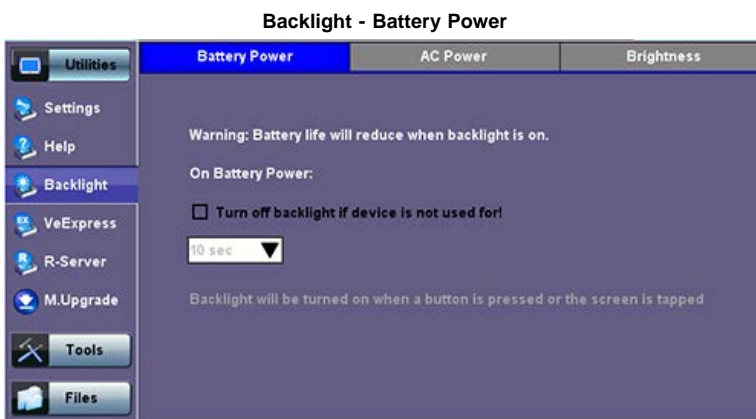 Backlight - Battery Power
Utilities
Battery Power
AC Power
Brightness
Settings
Help
Backlight
VeExpress
R-Server
M.Upgrade
Tools
Files
Warning: Battery life will reduce when backlight is on.
On Battery Power:
Turn off backlight if device is not used for!
10 sec
Backlight will be turned on when a button is pressed or the screen is tapped